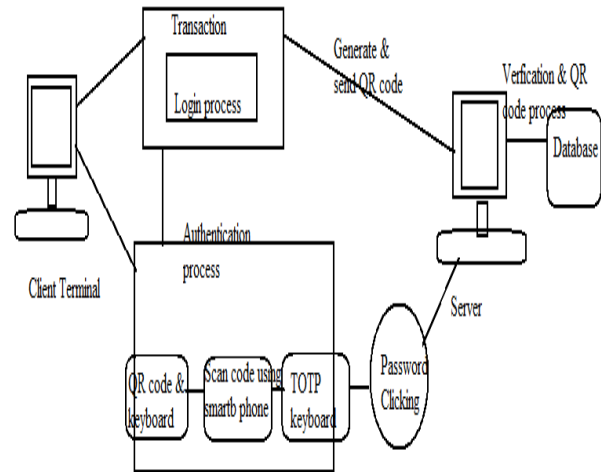 Transaction
Login process
Generate &
send QR code
Verfication & QR
code process
Database
Client Terminal
Authentication
process
Server
QR code &
keyboard
Scan code using
smartb phone
TOTP
keyboard
Password
Clicking